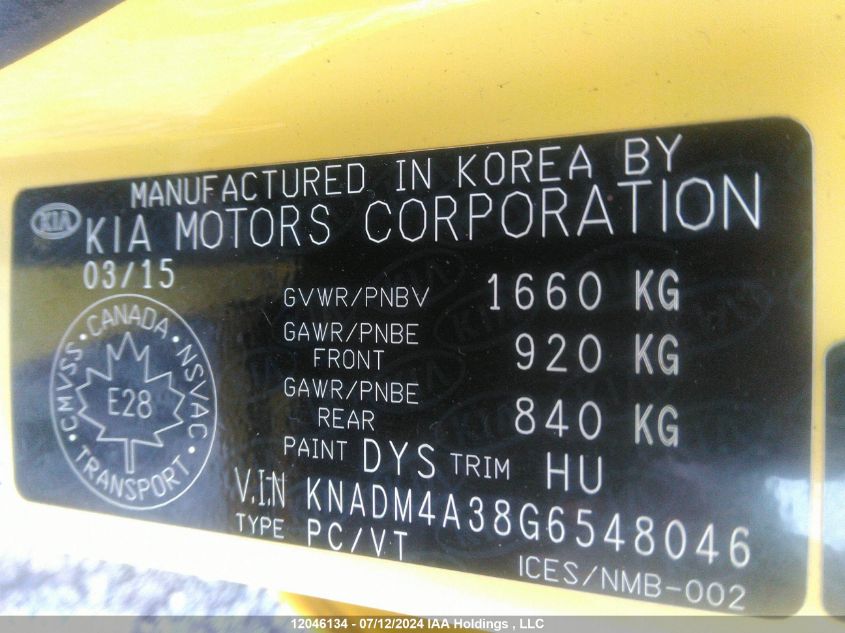 MANUFACTURED IN KOREA BY
KIA KIA MOTORS CORPORATION
03/15
GVWR/PNBV 1660 KG
GAWR/PNBE FRONT 920 KG
GAWR/PNBE REAR 840 KG
PAINT DYS TRIM HU
V.I.N KNADM4A38G6548046
TYPE PC/VT
ICES/NMB-002
CANADA · NSVAC · TRANSPORT · CMVSS ·
E28
12046134 - 07/12/2024 IAA Holdings , LLC